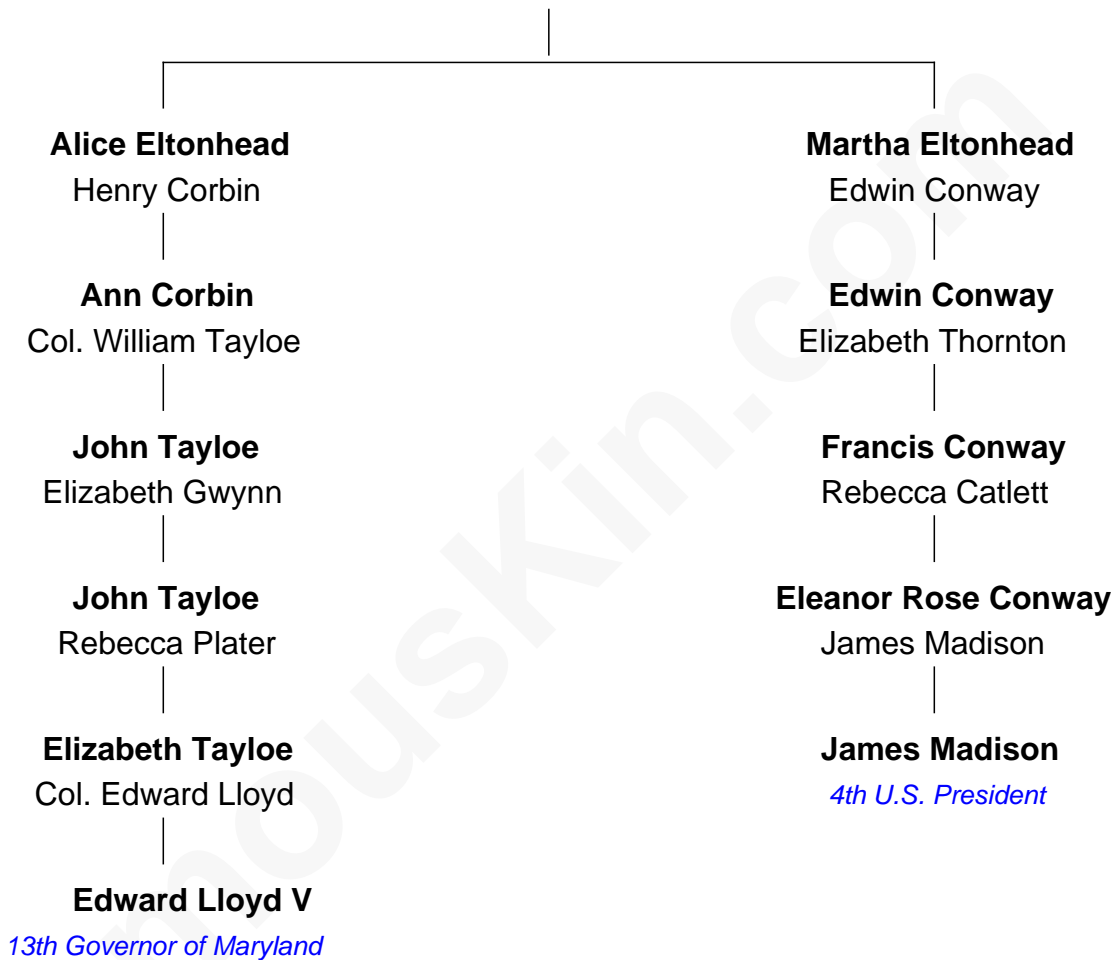 Alice Eltonhead
Henry Corbin
Ann Corbin
Col. William Tayloe
John Tayloe
Elizabeth Gwynn
John Tayloe
Rebecca Plater
Elizabeth Tayloe
Col. Edward Lloyd
Edward Lloyd V
13th Governor of Maryland
Martha Eltonhead
Edwin Conway
Edwin Conway
Elizabeth Thornton
Francis Conway
Rebecca Catlett
Eleanor Rose Conway
James Madison
James Madison
4th U.S. President
mouskin.com